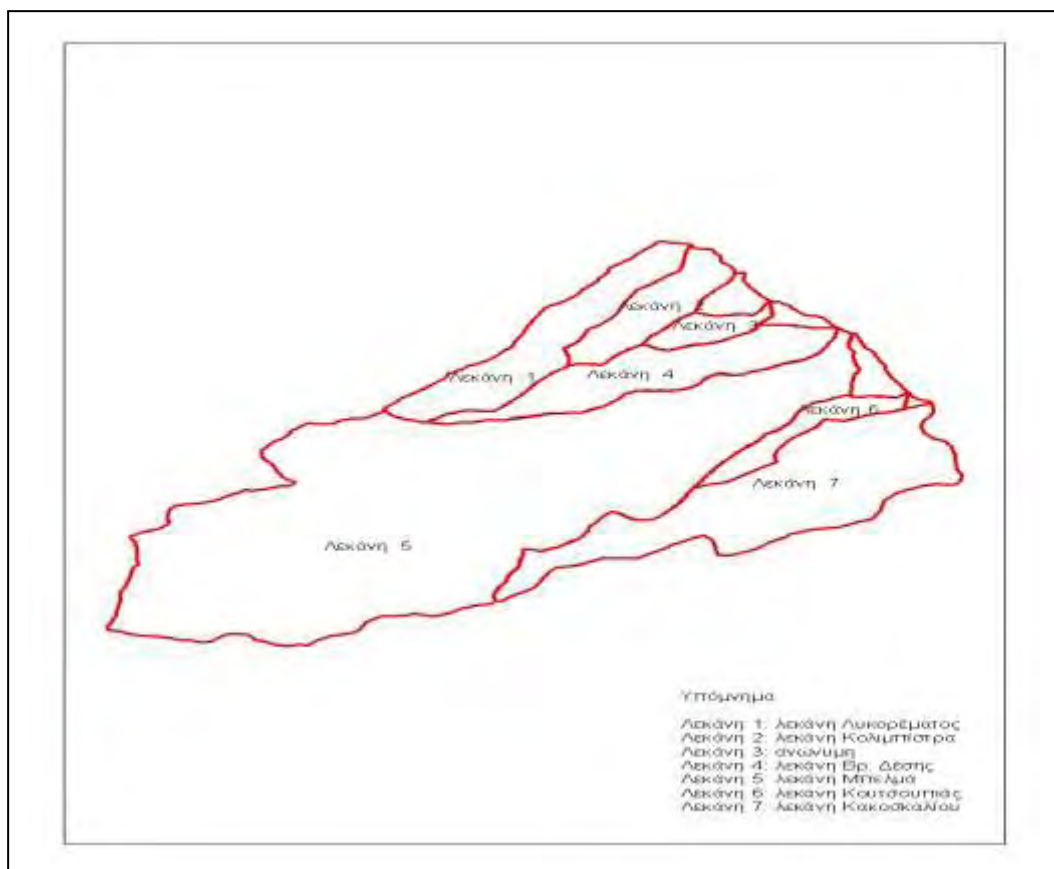 Λεκάνη 2
Λεκάνη 3
Λεκάνη 1
Λεκάνη 4
Λεκάνη 6
Λεκάνη 7
Λεκάνη 5
Υπόμνημα
Λεκάνη 1: λεκάνη Λυκορέματος
Λεκάνη 2: λεκάνη Κολιμπίστρα
Λεκάνη 3: ανώνυμη
Λεκάνη 4: λεκάνη Βρ. Δέσης
Λεκάνη 5: λεκάνη Μπελμά
Λεκάνη 6: λεκάνη Κουτσουπιάς
Λεκάνη 7: λεκάνη Κακοσκαλίου